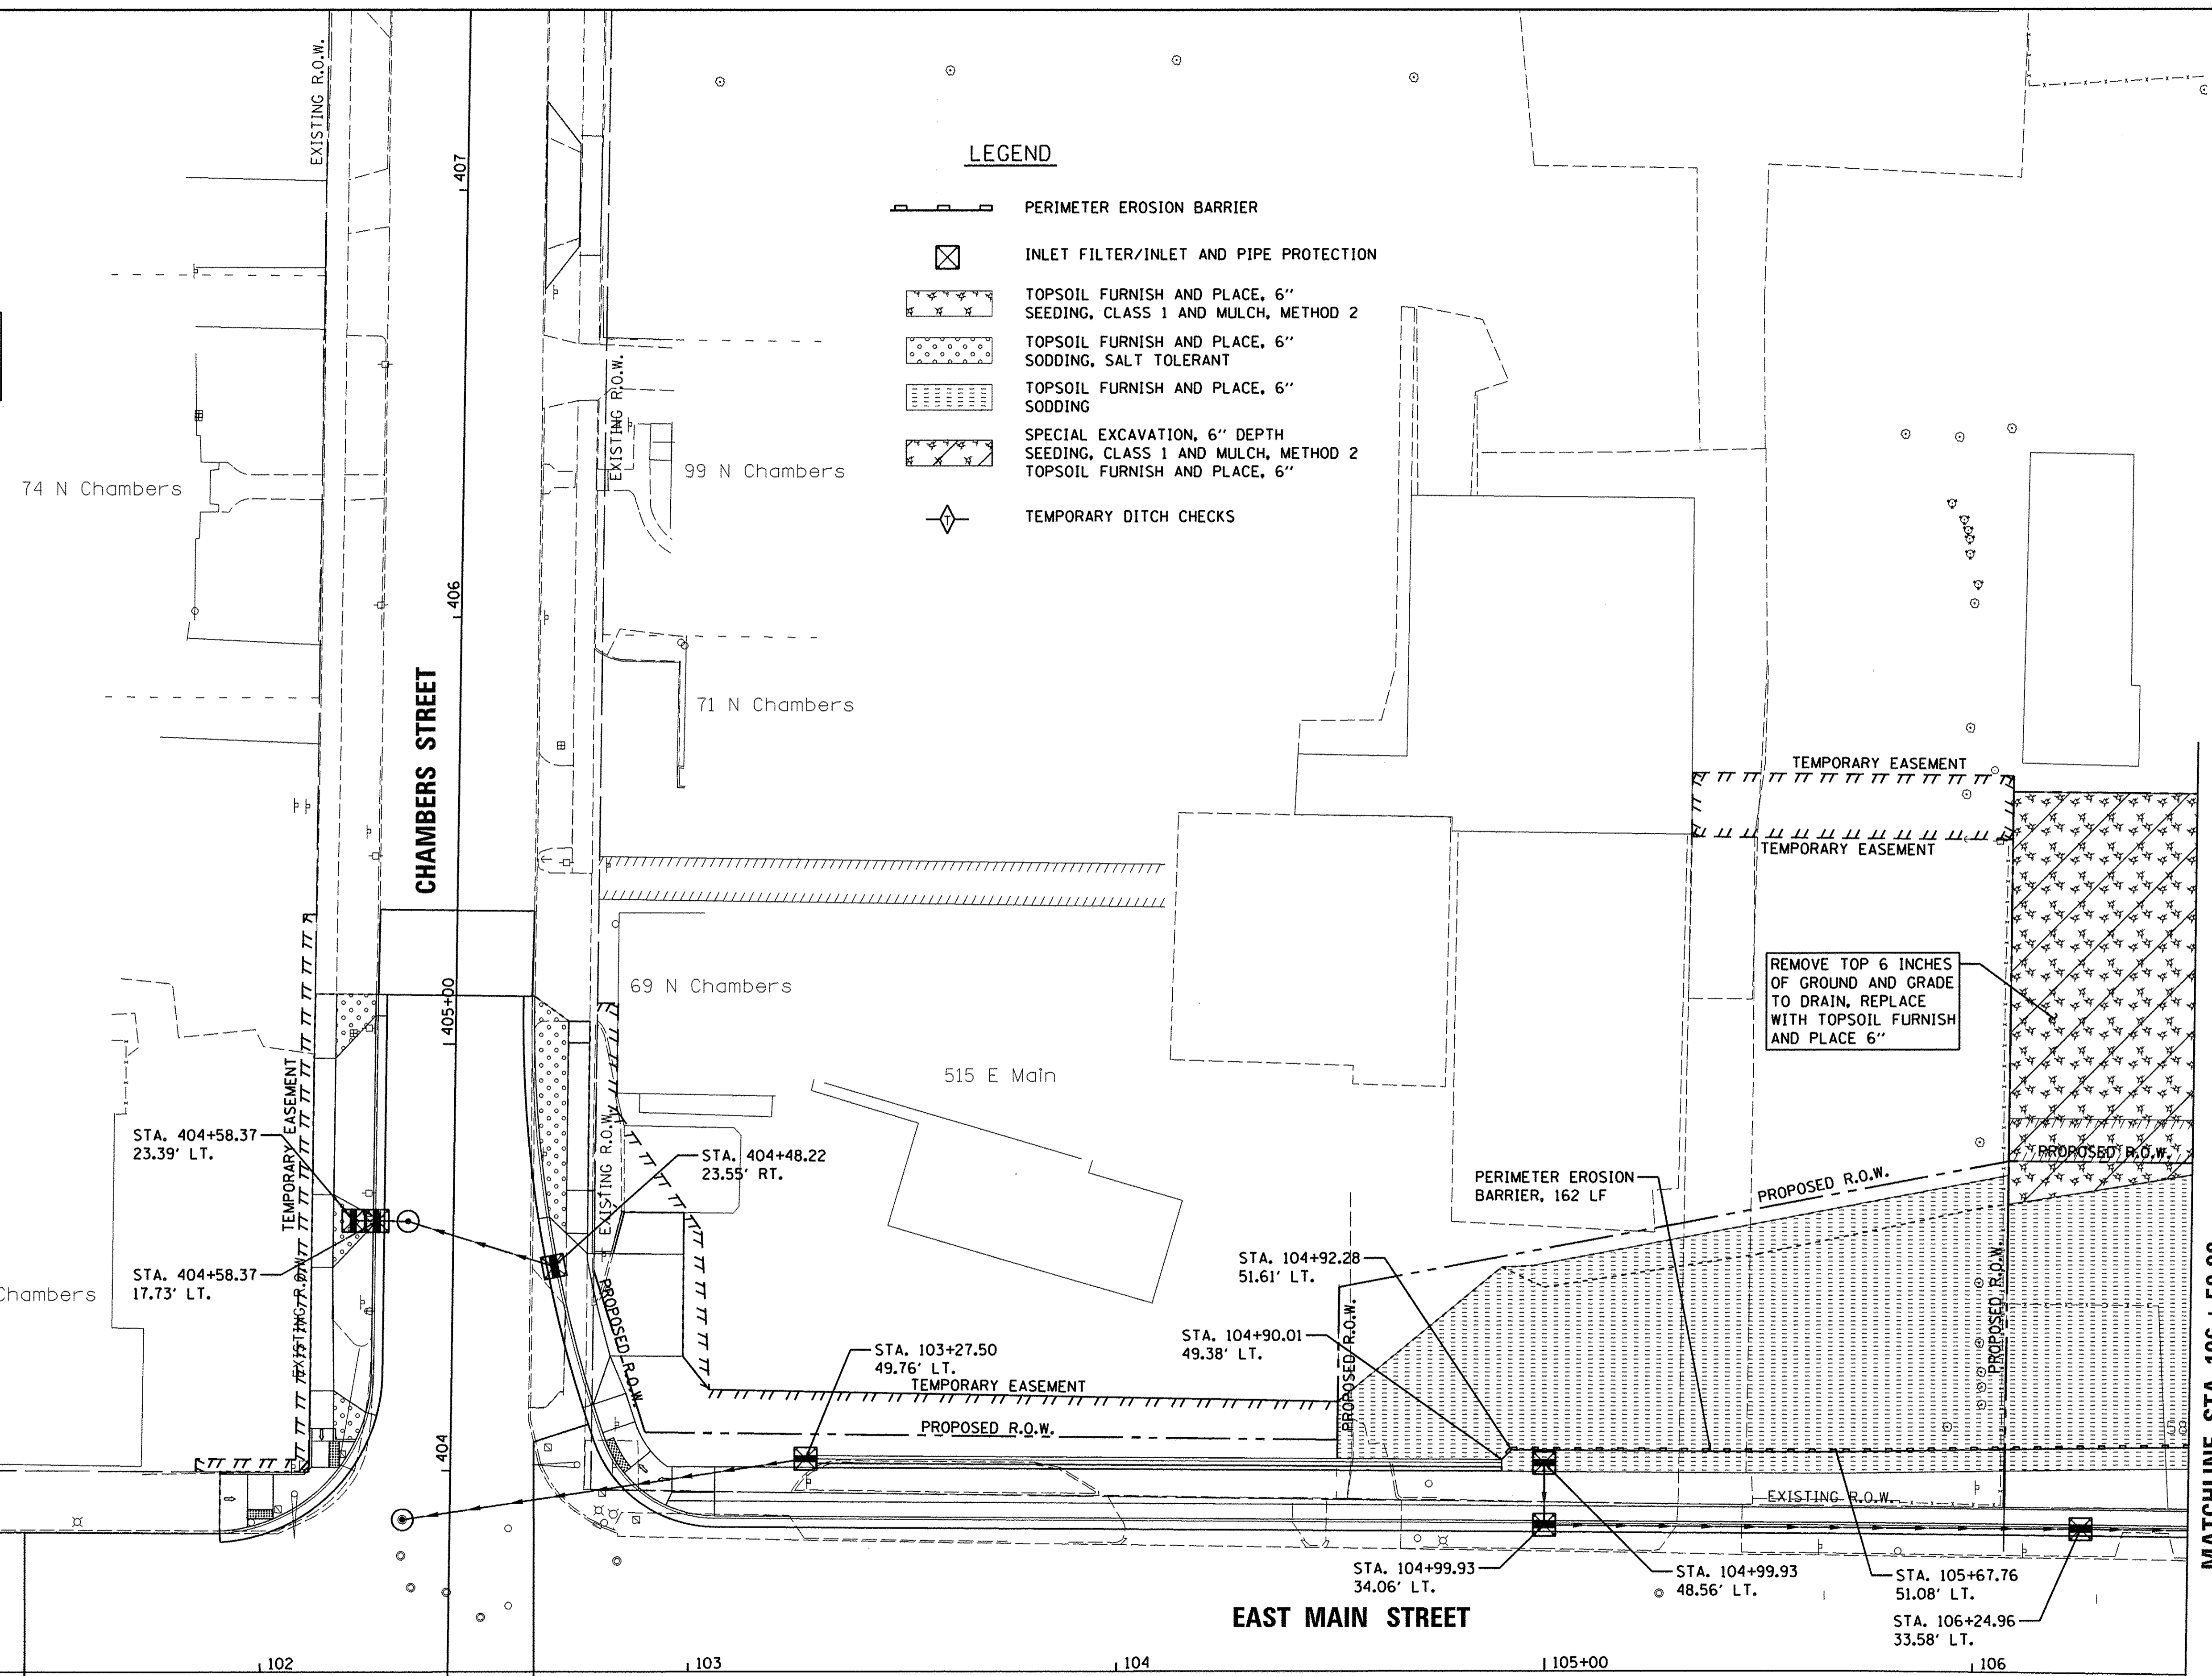 LEGEND
PERIMETER EROSION BARRIER
INLET FILTER/INLET AND PIPE PROTECTION
TOPSOIL FURNISH AND PLACE, 6"
SEEDING, CLASS 1 AND MULCH, METHOD 2
TOPSOIL FURNISH AND PLACE, 6"
SODDING, SALT TOLERANT
TOPSOIL FURNISH AND PLACE, 6"
SODDING
SPECIAL EXCAVATION, 6" DEPTH
SEEDING, CLASS 1 AND MULCH, METHOD 2
TOPSOIL FURNISH AND PLACE, 6"
T
TEMPORARY DITCH CHECKS
EXISTING R.O.W.
407
EXISTING R.O.W.
74 N Chambers
99 N Chambers
406
CHAMBERS STREET
71 N Chambers
TEMPORARY EASEMENT
TEMPORARY EASEMENT
REMOVE TOP 6 INCHES
OF GROUND AND GRADE
TO DRAIN, REPLACE
WITH TOPSOIL FURNISH
AND PLACE 6"
69 N Chambers
405+00
515 E Main
TEMPORARY EASEMENT
STA. 404+58.37
23.39' LT.
EXISTING R.O.W.
STA. 404+48.22
23.55' RT.
PROPOSED R.O.W.
PERIMETER EROSION
BARRIER, 162 LF
PROPOSED R.O.W.
STA. 404+58.37
17.73' LT.
Chambers
EXISTING R.O.W.
PROPOSED R.O.W.
STA. 104+92.28
51.61' LT.
STA. 104+90.01
49.38' LT.
PROPOSED R.O.W.
PROPOSED R.O.W.
STA. 103+27.50
49.76' LT.
TEMPORARY EASEMENT
PROPOSED R.O.W.
404
58
EXISTING R.O.W.
STA. 104+99.93
34.06' LT.
STA. 104+99.93
48.56' LT.
STA. 105+67.76
51.08' LT.
STA. 106+24.96
33.58' LT.
EAST MAIN STREET
102
103
104
105+00
106